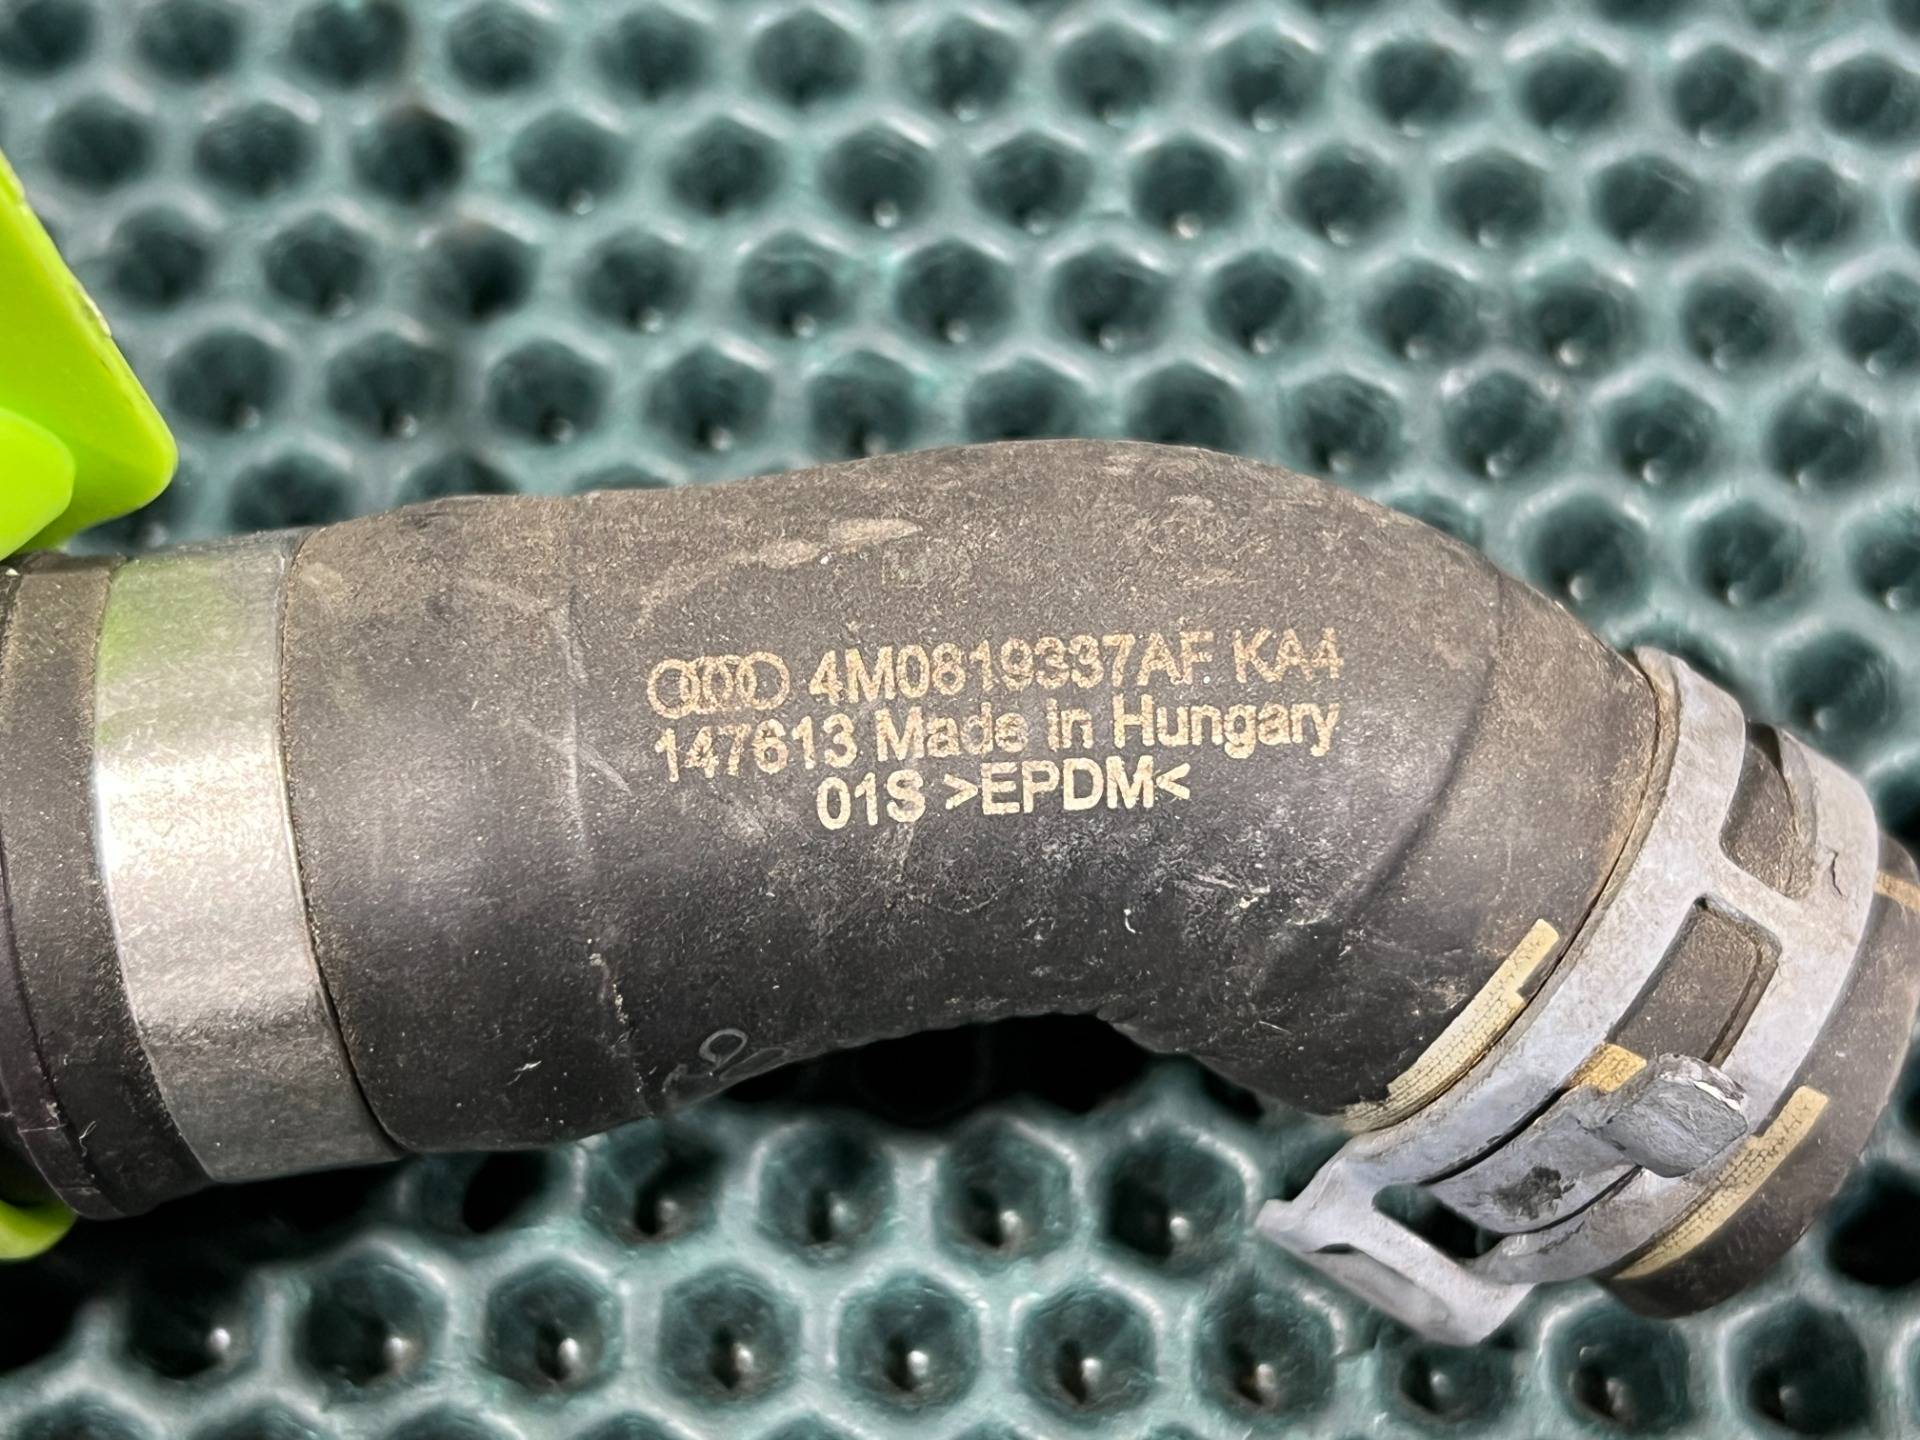 4M0819337AF KA4
147613 Made in Hungary
01S >EPDM<